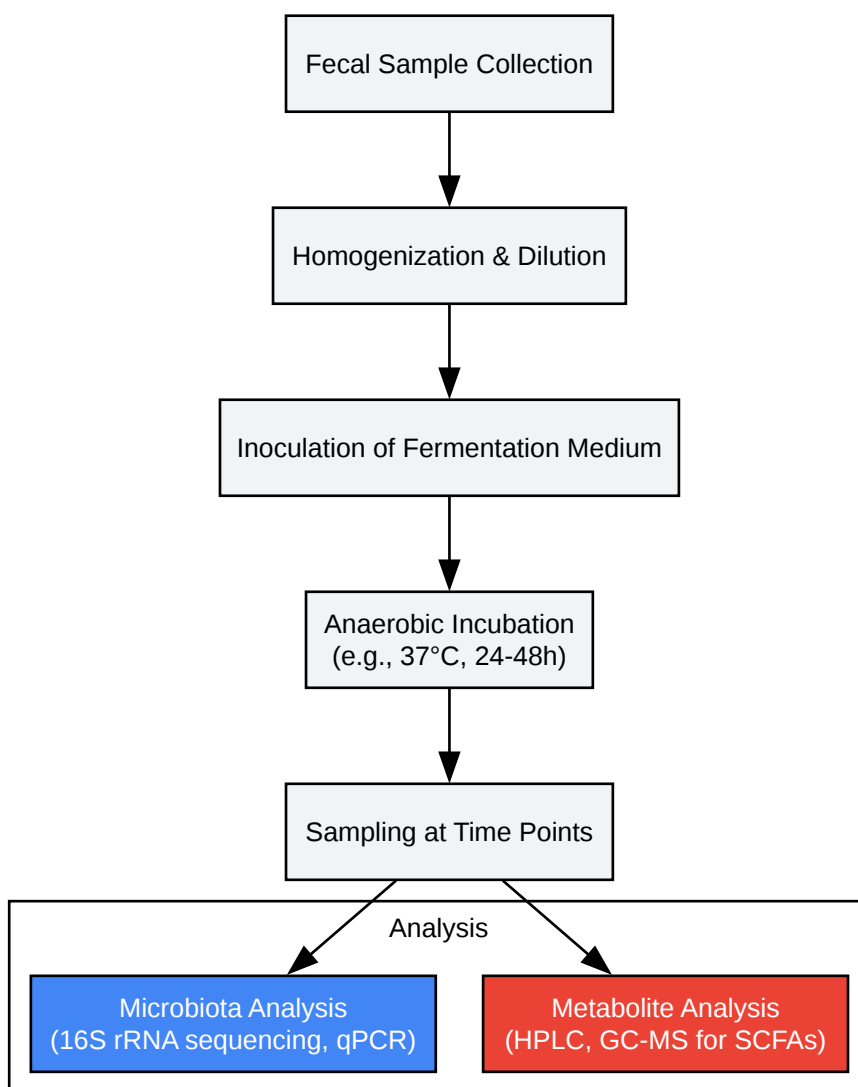 Fecal Sample Collection
Homogenization & Dilution
Inoculation of Fermentation Medium
Anaerobic Incubation
(e.g., 37°C, 24-48h)
Sampling at Time Points
Analysis
Microbiota Analysis
(16S rRNA sequencing, qPCR)
Metabolite Analysis
(HPLC, GC-MS for SCFAs)